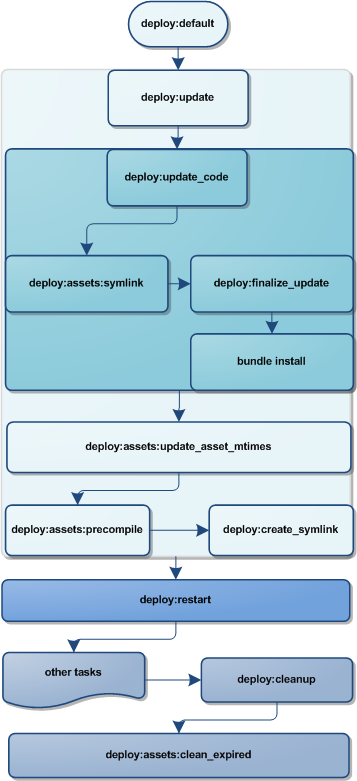 deploy:default
deploy:update
deploy:update_code
deploy:assets:symlink
deploy:finalize_update
bundle install
deploy:assets:update_asset_mtimes
deploy:assets:precompile
deploy:create_symlink
deploy:restart
other tasks
deploy:cleanup
deploy:assets:clean_expired